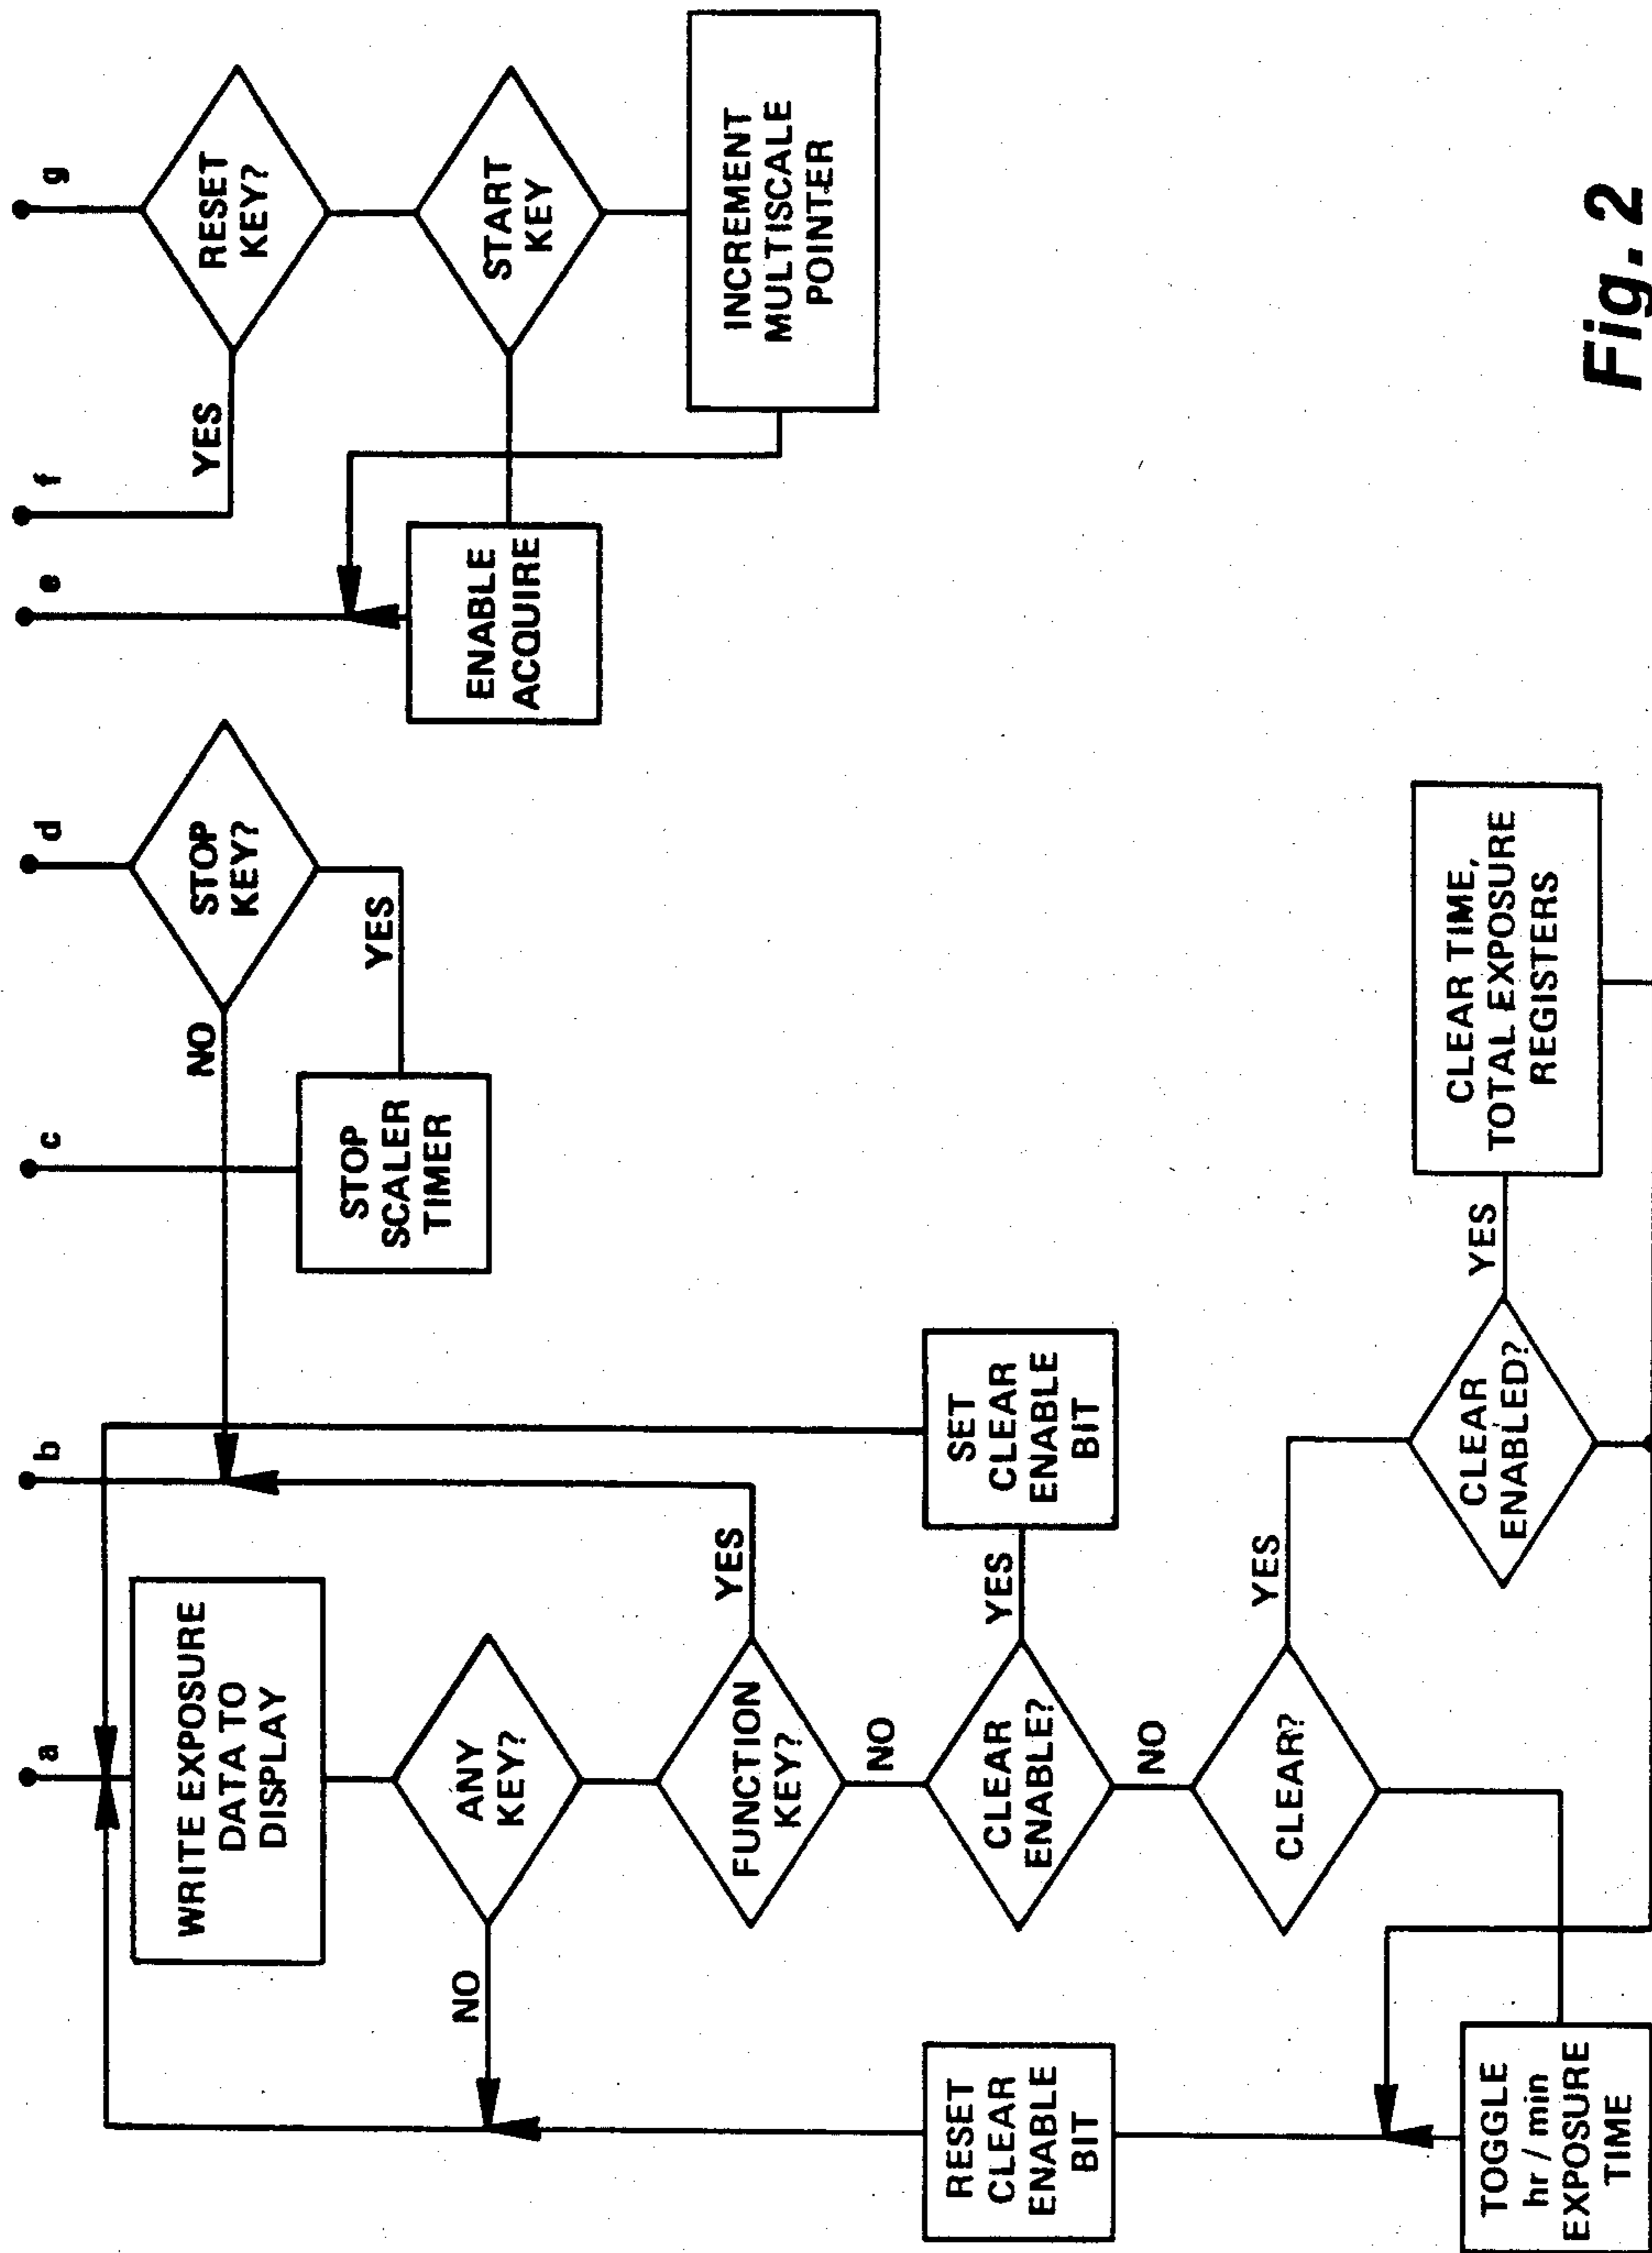 a
b
c
d
e
f
g
WRITE EXPOSURE
DATA TO
DISPLAY
ANY
KEY?
NO
FUNCTION
KEY?
YES
NO
CLEAR
ENABLE?
YES
SET
CLEAR
ENABLE
BIT
NO
CLEAR?
YES
CLEAR
ENABLED?
YES
CLEAR TIME,
TOTAL EXPOSURE
REGISTERS
RESET
CLEAR
ENABLE
BIT
TOGGLE
hr / min
EXPOSURE
TIME
STOP
KEY?
NO
YES
STOP
SCALER
TIMER
RESET
KEY?
YES
START
KEY
ENABLE
ACQUIRE
INCREMENT
MULTISCALE
POINTER
Fig. 2